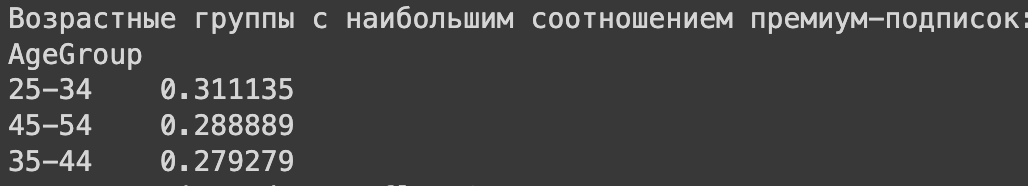 Возрастные группы с наибольшим соотношением премиум-подписок:
AgeGroup
25-34    0.311135
45-54    0.288889
35-44    0.279279